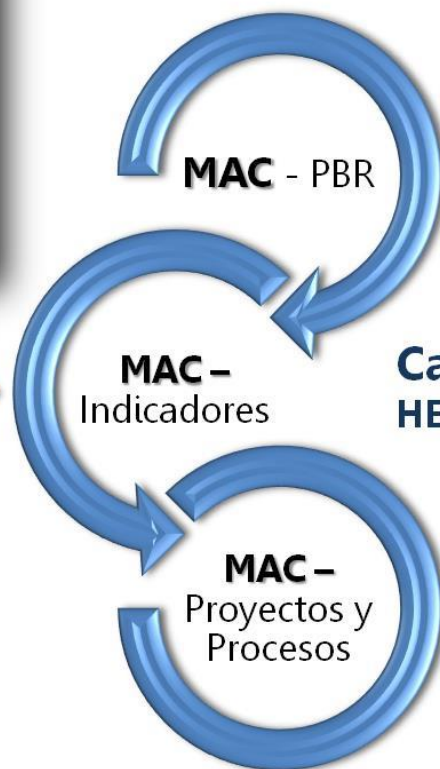 MAC - PBR
MAC –
Indicadores
MAC –
Proyectos y
Procesos